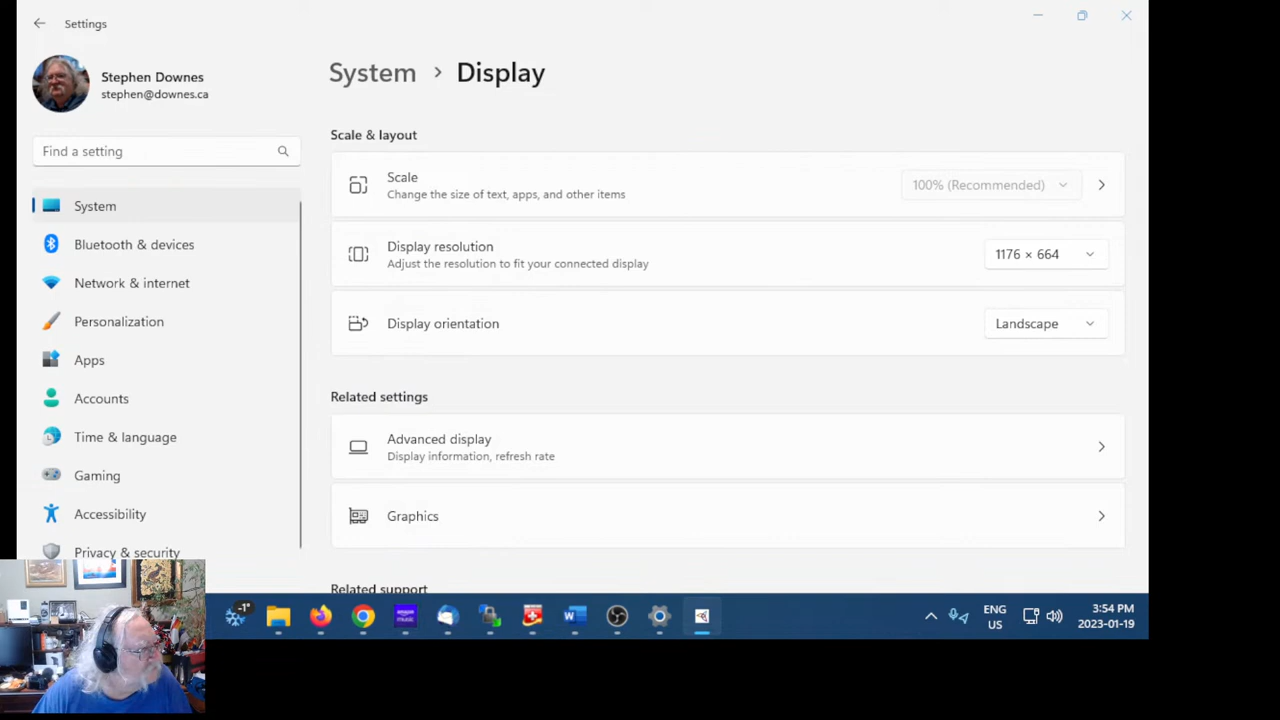 Settings
Stephen Downes
stephen@downes.ca
Find a setting
System
Bluetooth & devices
Network & internet
Personalization
Apps
Accounts
Time & language
Gaming
Accessibility
Privacy & security
System › Display
Scale & layout
Scale
Change the size of text, apps, and other items
100% (Recommended)
Display resolution
Adjust the resolution to fit your connected display
1176 × 664
Display orientation
Landscape
Related settings
Advanced display
Display information, refresh rate
Graphics
Related support
-1°
amazon music
W
ENG
US
3:54 PM
2023-01-19